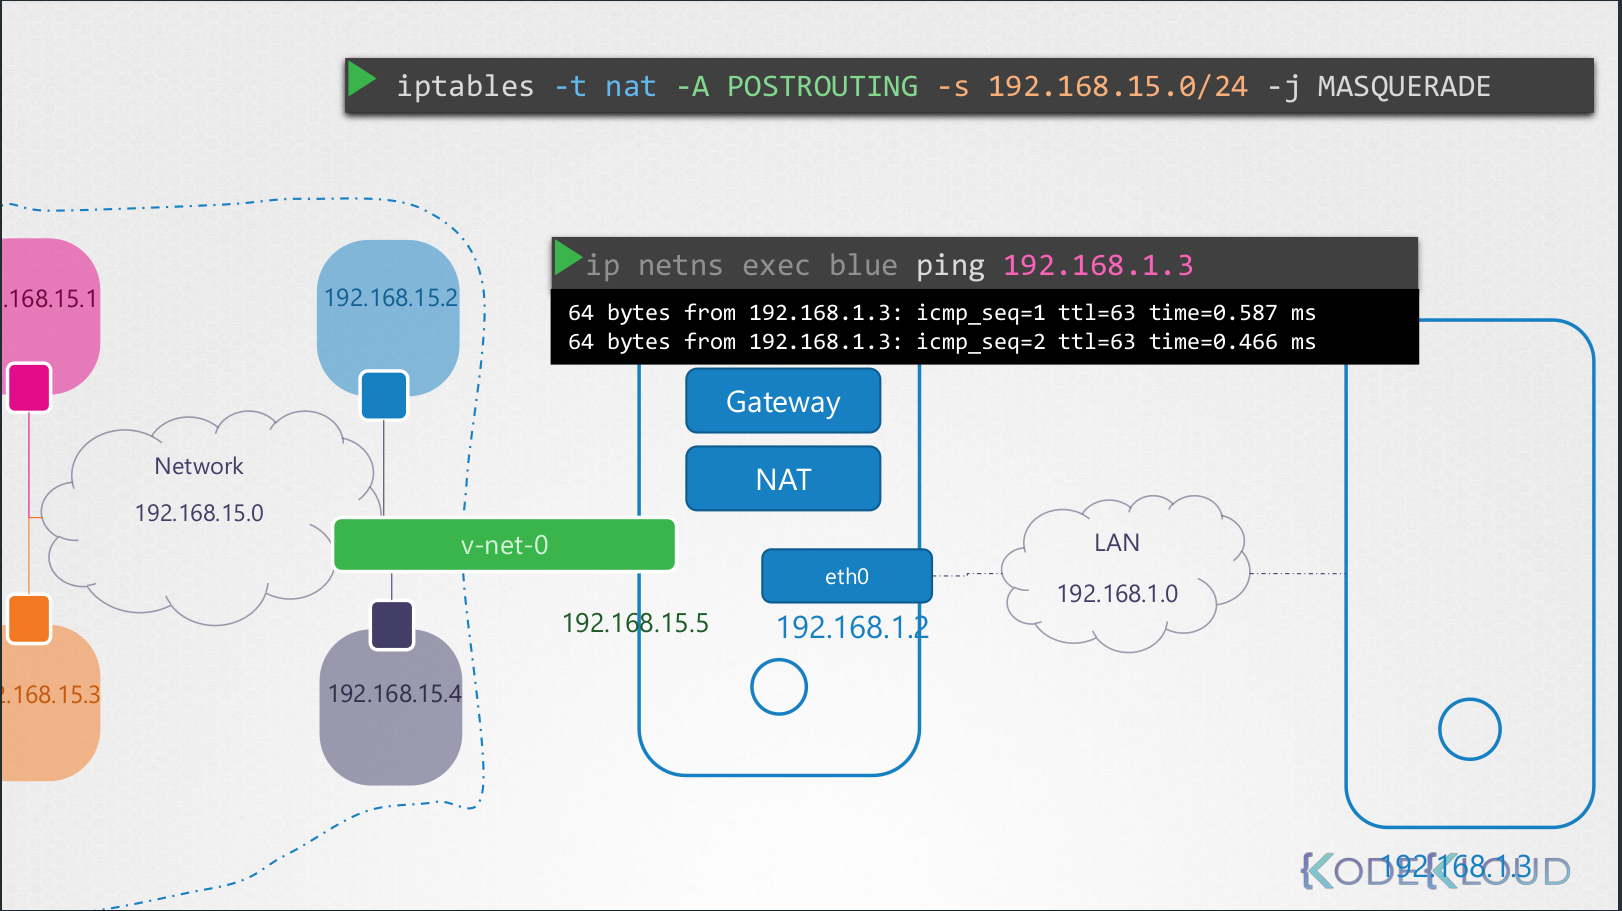 iptables -t nat -A POSTROUTING -s 192.168.15.0/24 -j MASQUERADE
ip netns exec blue ping 192.168.1.3
64 bytes from 192.168.1.3: icmp_seq=1 ttl=63 time=0.587 ms
64 bytes from 192.168.1.3: icmp_seq=2 ttl=63 time=0.466 ms
.168.15.1
192.168.15.2
Gateway
NAT
Network
192.168.15.0
v-net-0
eth0
LAN
192.168.1.0
192.168.15.5
192.168.1.2
2.168.15.3
192.168.15.4
192.168.1.3
KODEKLOUD